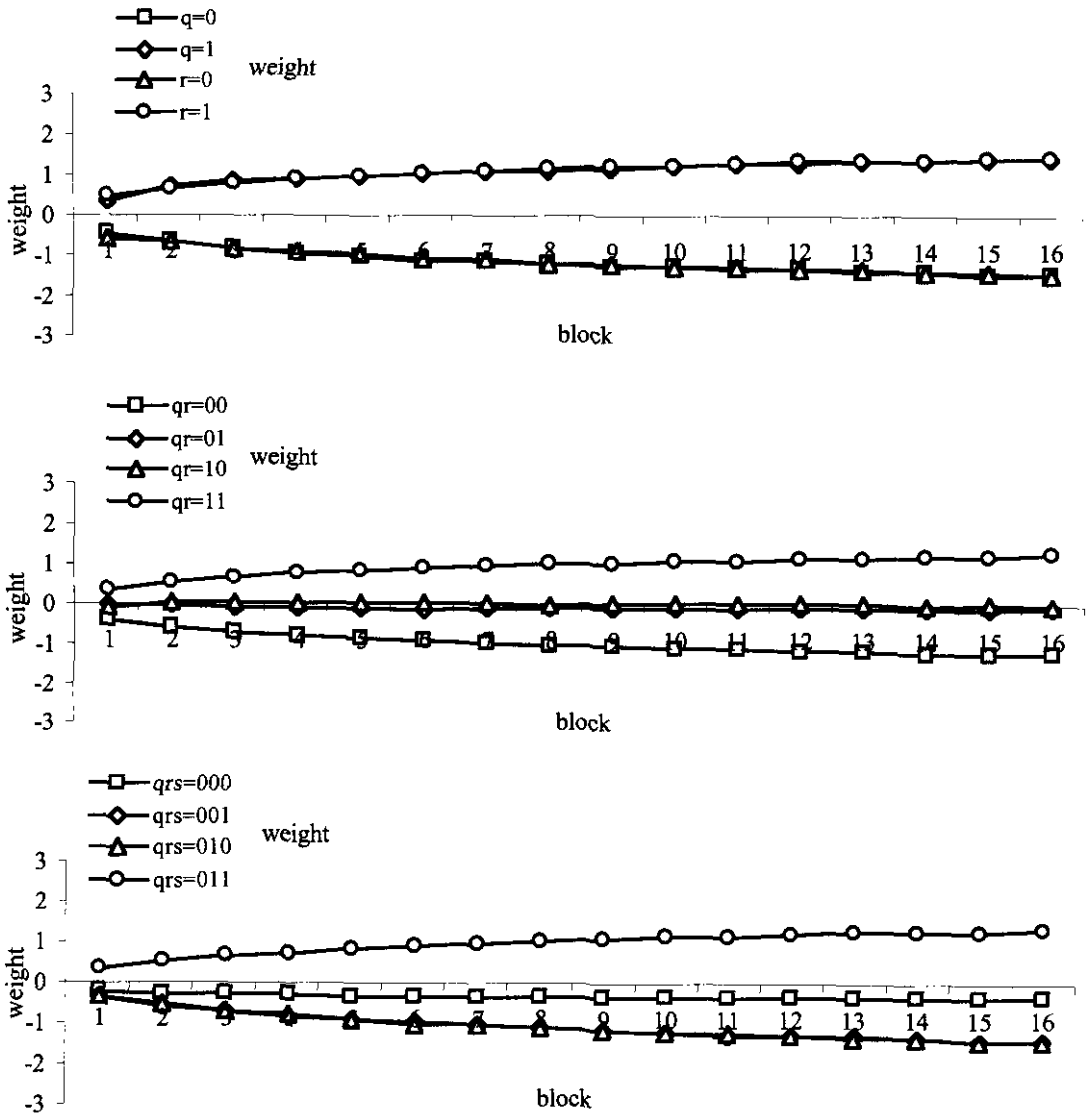 q=0
q=1
r=0
r=1
weight
3
2
1
0
-1
-2
-3
weight
1 2 3 4 5 6 7 8 9 10 11 12 13 14 15 16
block
qr=00
qr=01
qr=10
qr=11
weight
3
2
1
0
-1
-2
-3
weight
1 2 3 4 5 6 7 8 9 10 11 12 13 14 15 16
block
qrs=000
qrs=001
qrs=010
qrs=011
weight
3
2
1
0
-1
-2
-3
weight
1 2 3 4 5 6 7 8 9 10 11 12 13 14 15 16
block